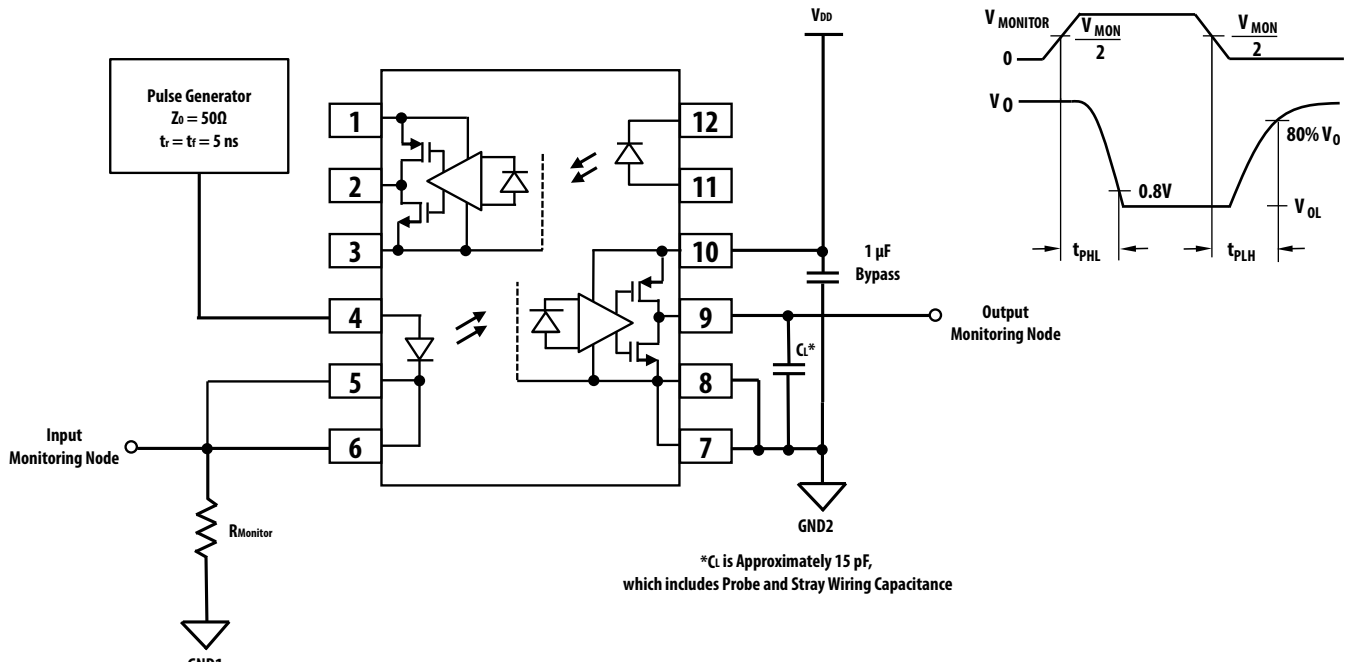 Pulse Generator
Z0 = 50Ω
tr = tf = 5 ns
VDD
1
2
3
4
5
6
12
11
10
9
8
7
1 µF
Bypass
CL*
Output
Monitoring Node
Input
Monitoring Node
RMonitor
GND1
GND2
*CL is Approximately 15 pF,
which includes Probe and Stray Wiring Capacitance
V MONITOR
0
V MON
2
V MON
2
V O
0.8V
80% VO
V OL
tPHL
tPLH